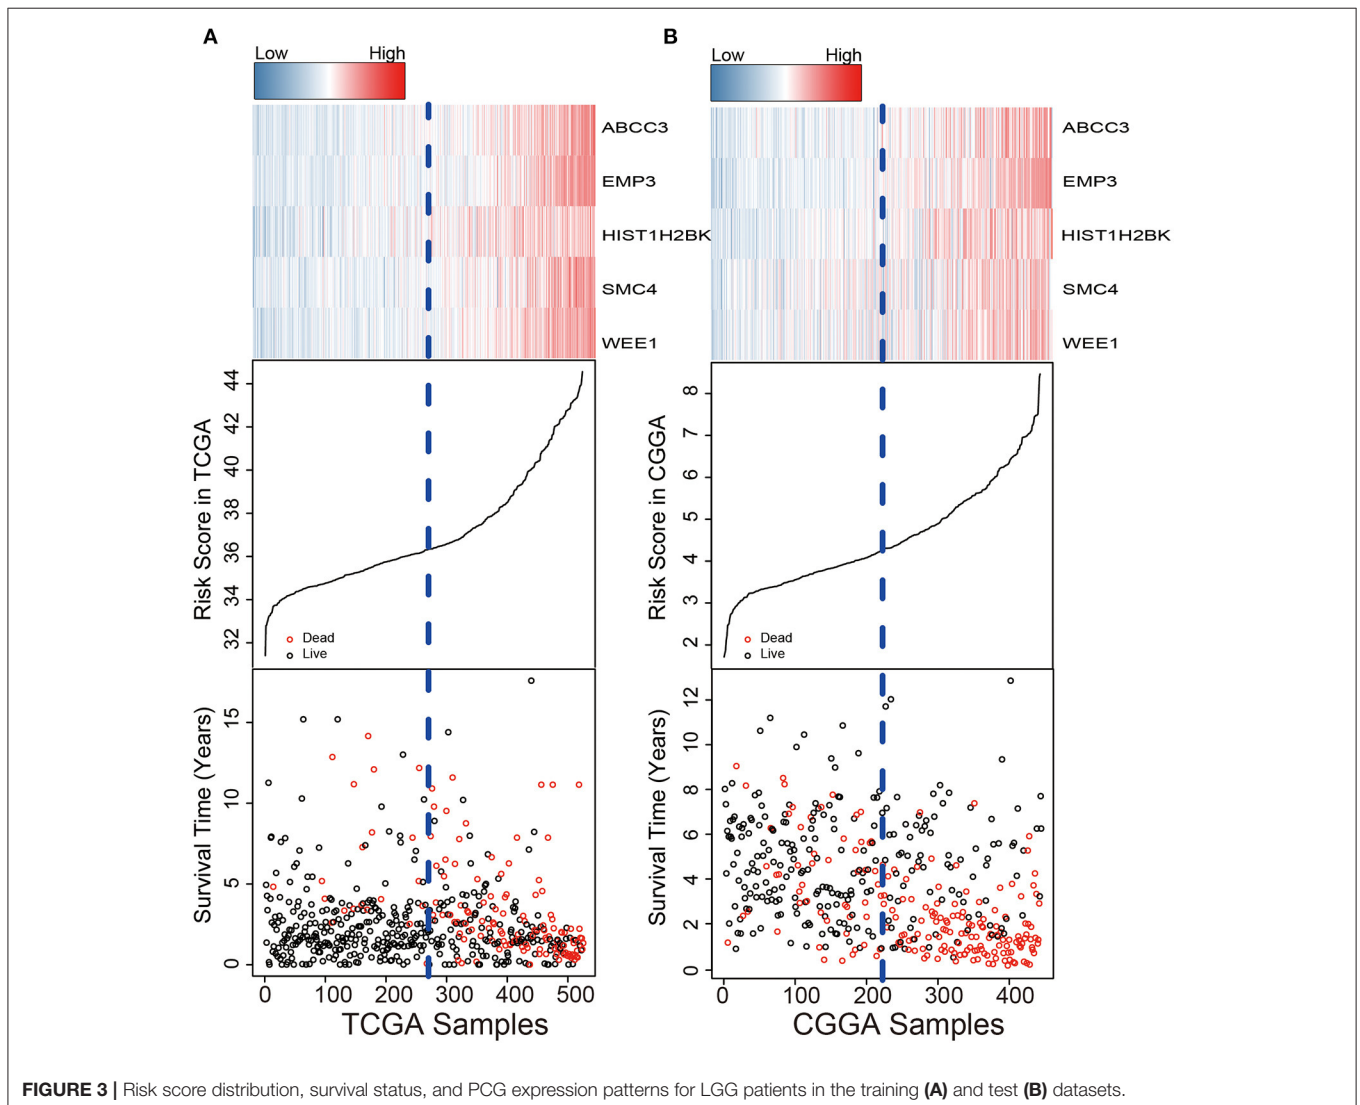 A
Low High
ABCC3
EMP3
HIST1H2BK
SMC4
WEE1
Risk Score in TCGA
44
42
40
38
36
34
32
Dead
Live
Survival Time (Years)
15
10
5
0
0 100 200 300 400 500
TCGA Samples
B
Low High
ABCC3
EMP3
HIST1H2BK
SMC4
WEE1
Risk Score in CGGA
8
7
6
5
4
3
2
Dead
Live
Survival Time (Years)
12
10
8
6
4
2
0
0 100 200 300 400
CGGA Samples
FIGURE 3 | Risk score distribution, survival status, and PCG expression patterns for LGG patients in the training (A) and test (B) datasets.